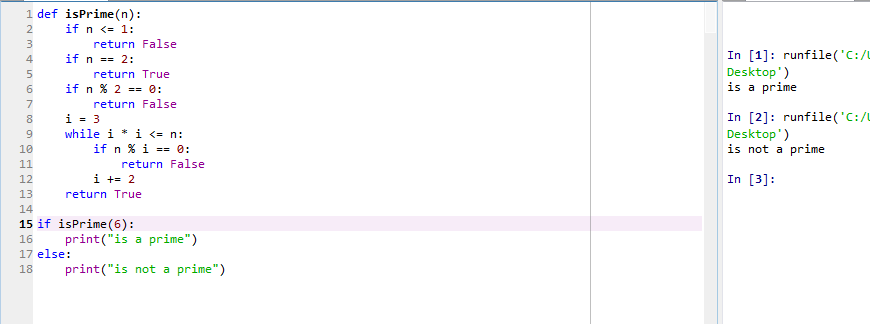 1 def isPrime(n):
2     if n <= 1:
3         return False
4     if n == 2:
5         return True
6     if n % 2 == 0:
7         return False
8     i = 3
9     while i * i <= n:
10         if n % i == 0:
11             return False
12         i += 2
13     return True
14
15 if isPrime(6):
16     print("is a prime")
17 else:
18     print("is not a prime")
In [1]: runfile('C:/
Desktop')
is a prime
In [2]: runfile('C:/
Desktop')
is not a prime
In [3]: